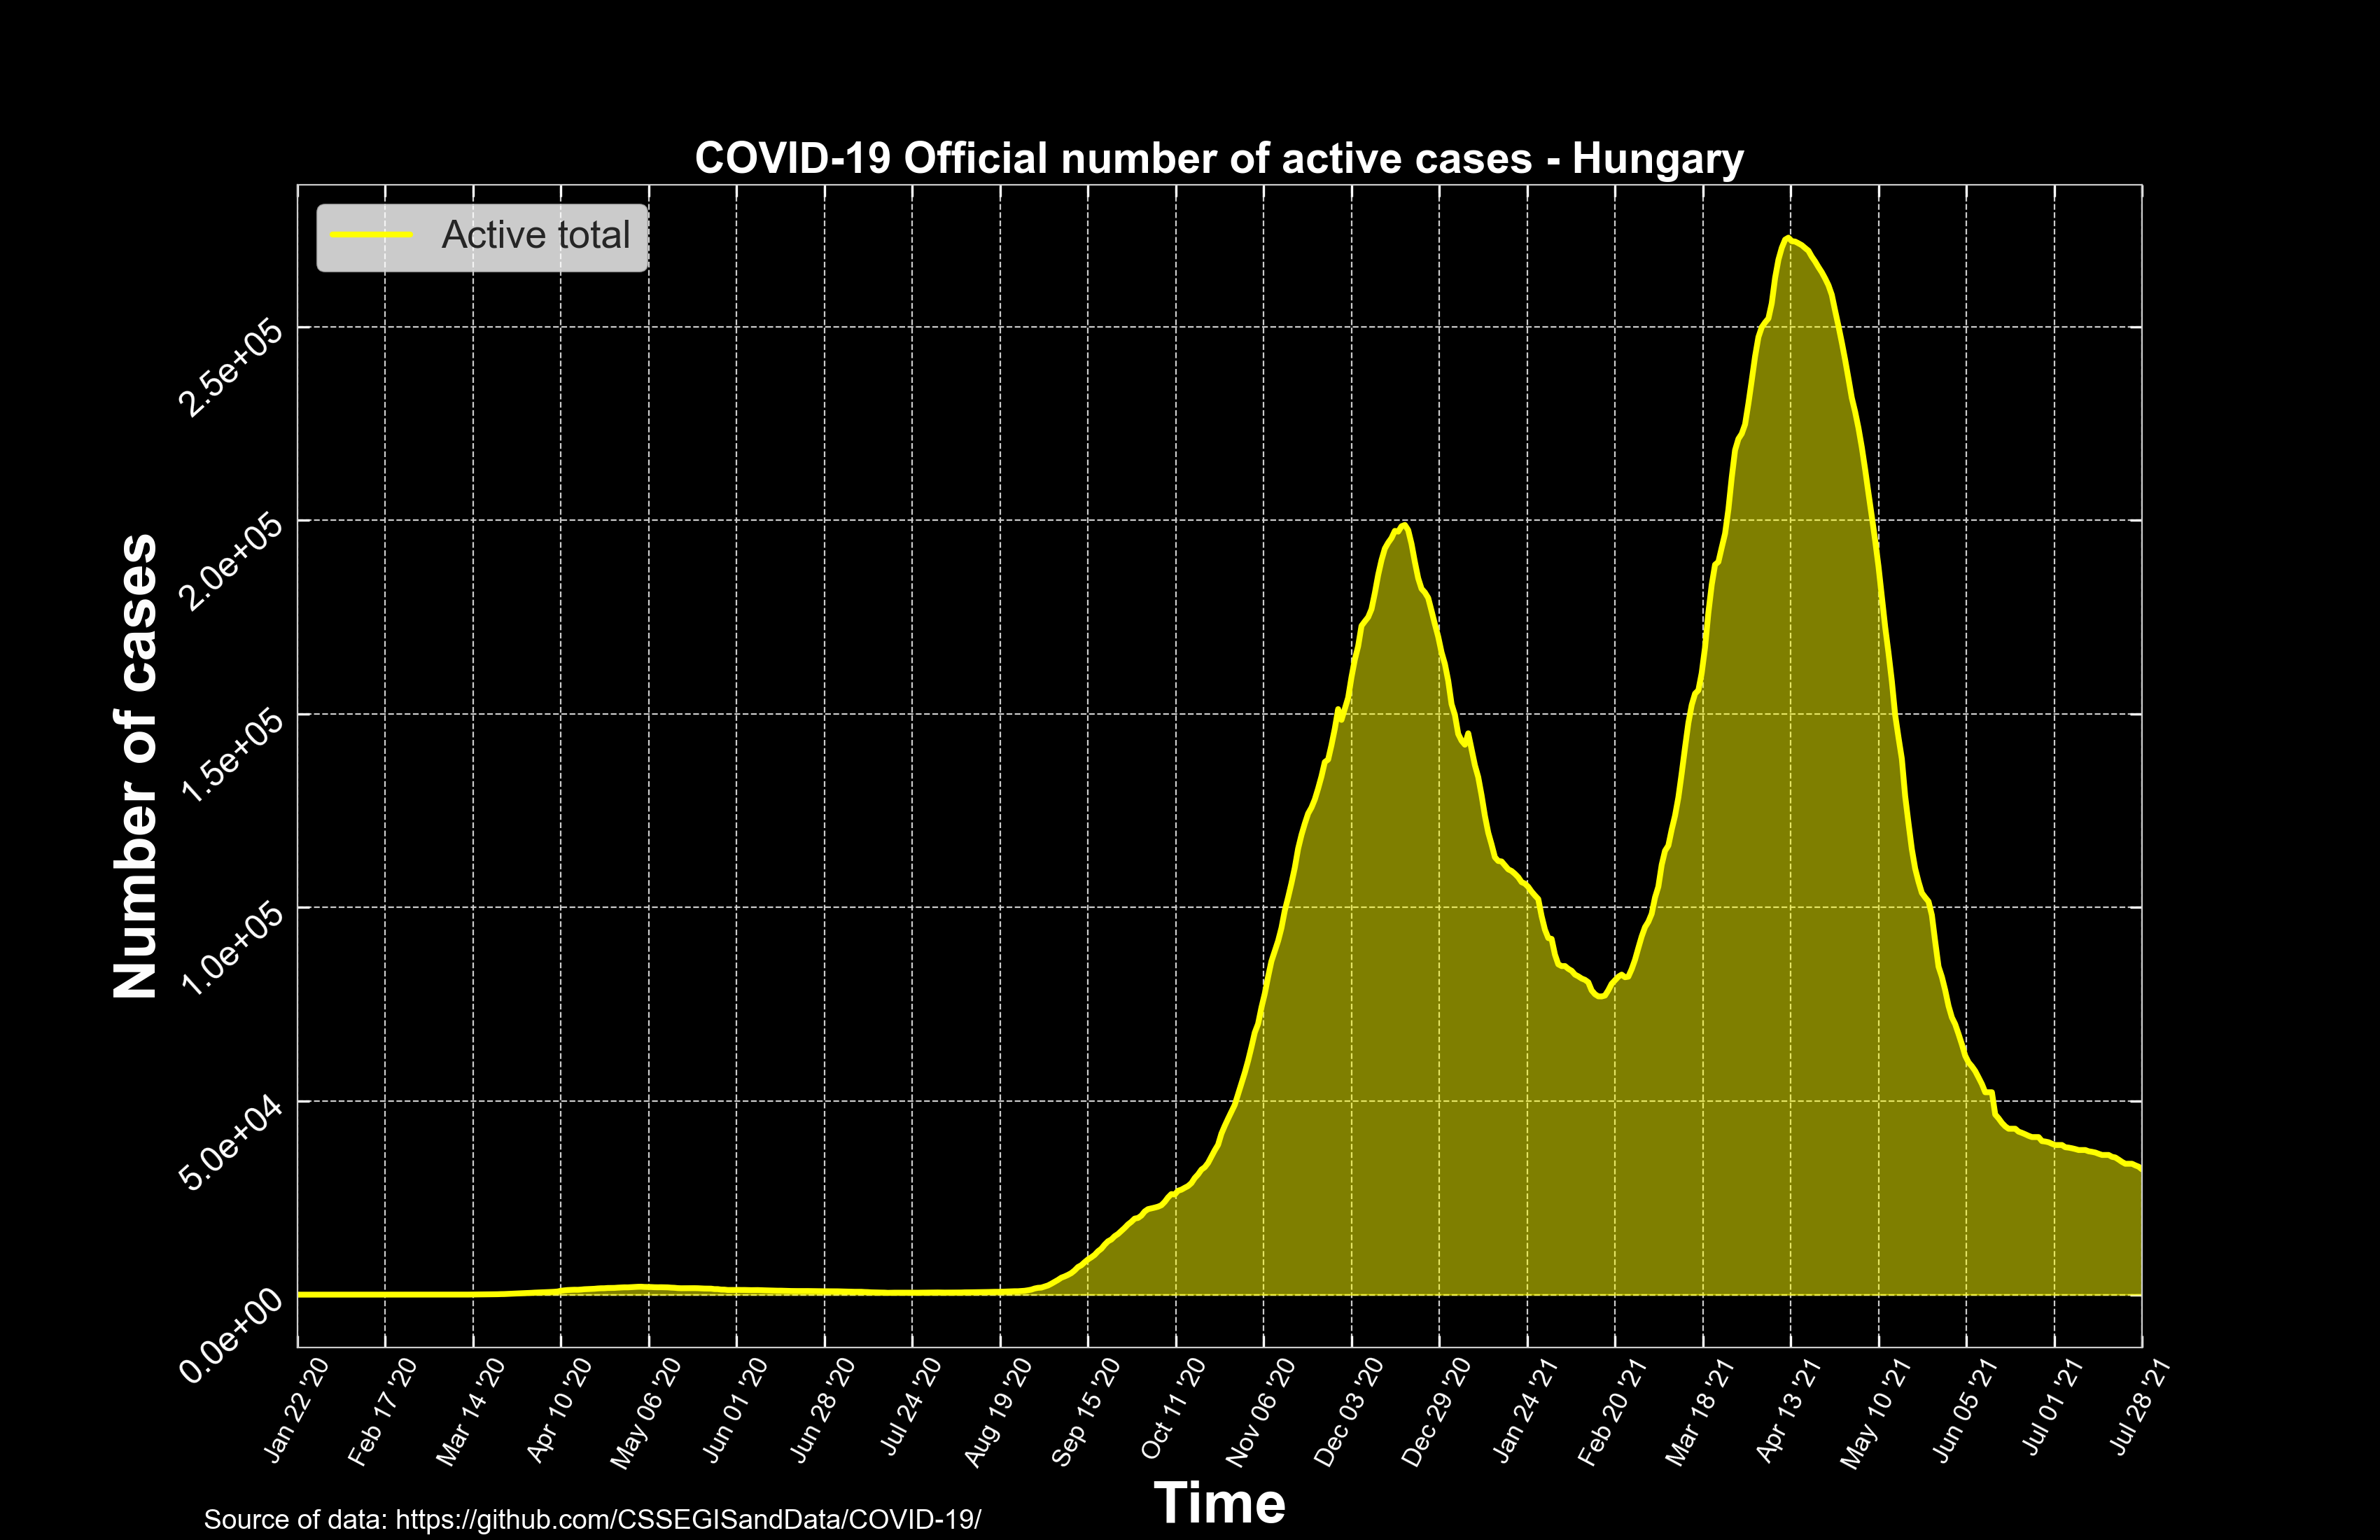 COVID-19 Official number of active cases - Hungary
Active total
Number of cases
2.5e+05
2.0e+05
1.5e+05
1.0e+05
5.0e+04
0.0e+00
Jan 22 '20
Feb 17 '20
Mar 14 '20
Apr 10 '20
May 06 '20
Jun 01 '20
Jun 28 '20
Jul 24 '20
Aug 19 '20
Sep 15 '20
Oct 11 '20
Nov 06 '20
Dec 03 '20
Dec 29 '20
Jan 24 '21
Feb 20 '21
Mar 18 '21
Apr 13 '21
May 10 '21
Jun 05 '21
Jul 01 '21
Jul 28 '21
Time
Source of data: https://github.com/CSSEGISandData/COVID-19/